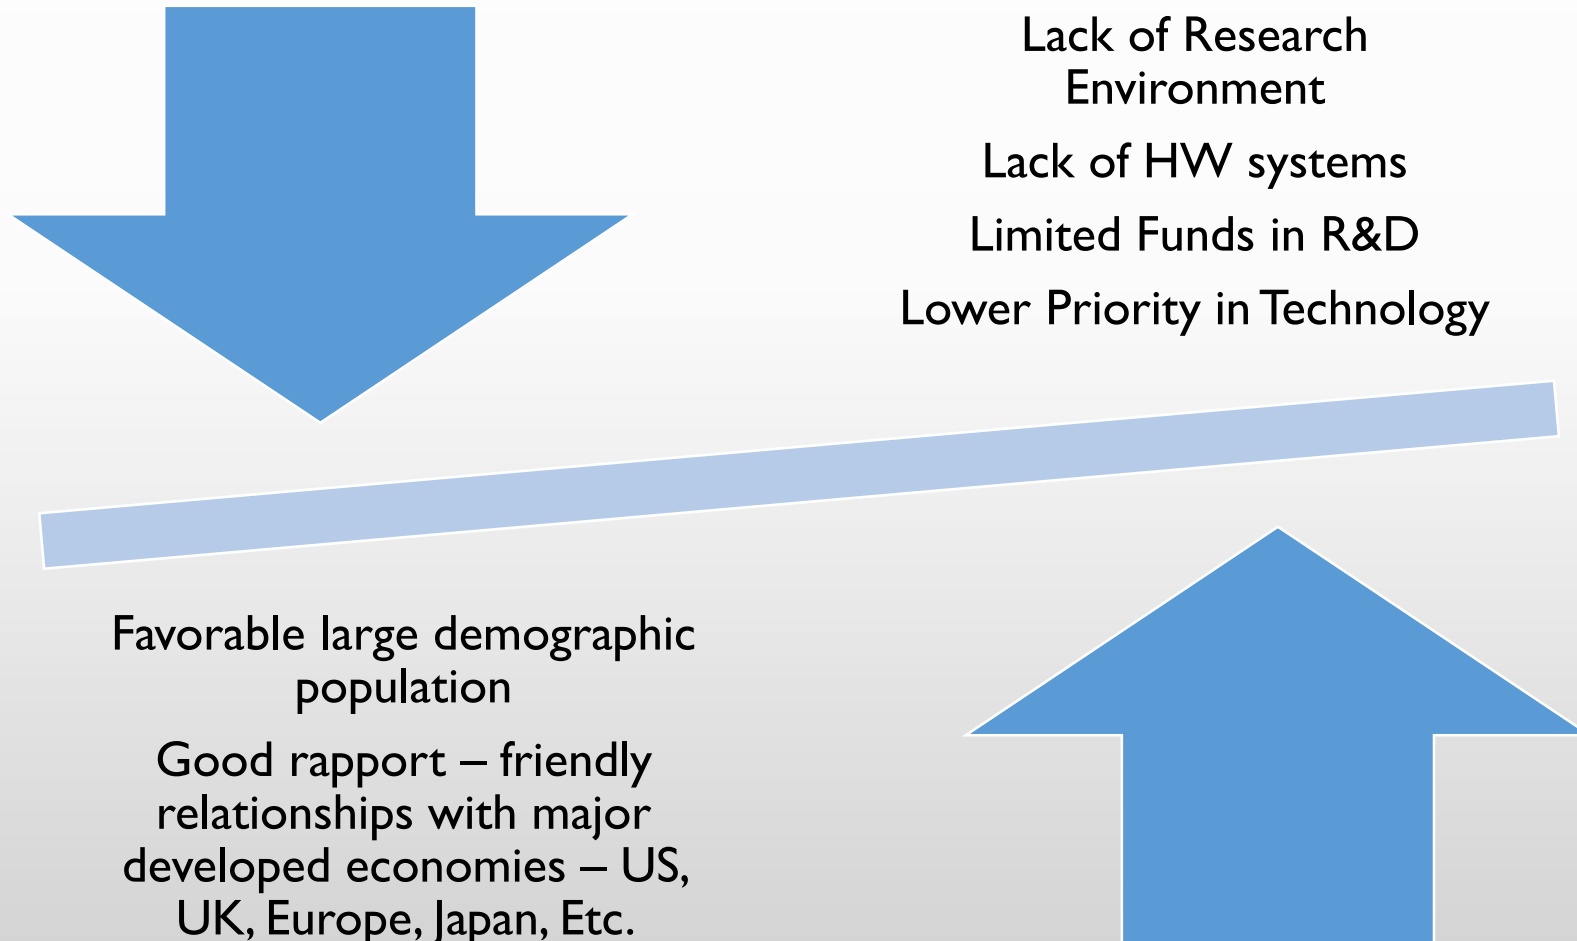 Lack of Research
Environment
Lack of HW systems
Limited Funds in R&D
Lower Priority in Technology
Favorable large demographic
population
Good rapport – friendly
relationships with major
developed economies – US,
UK, Europe, Japan, Etc.